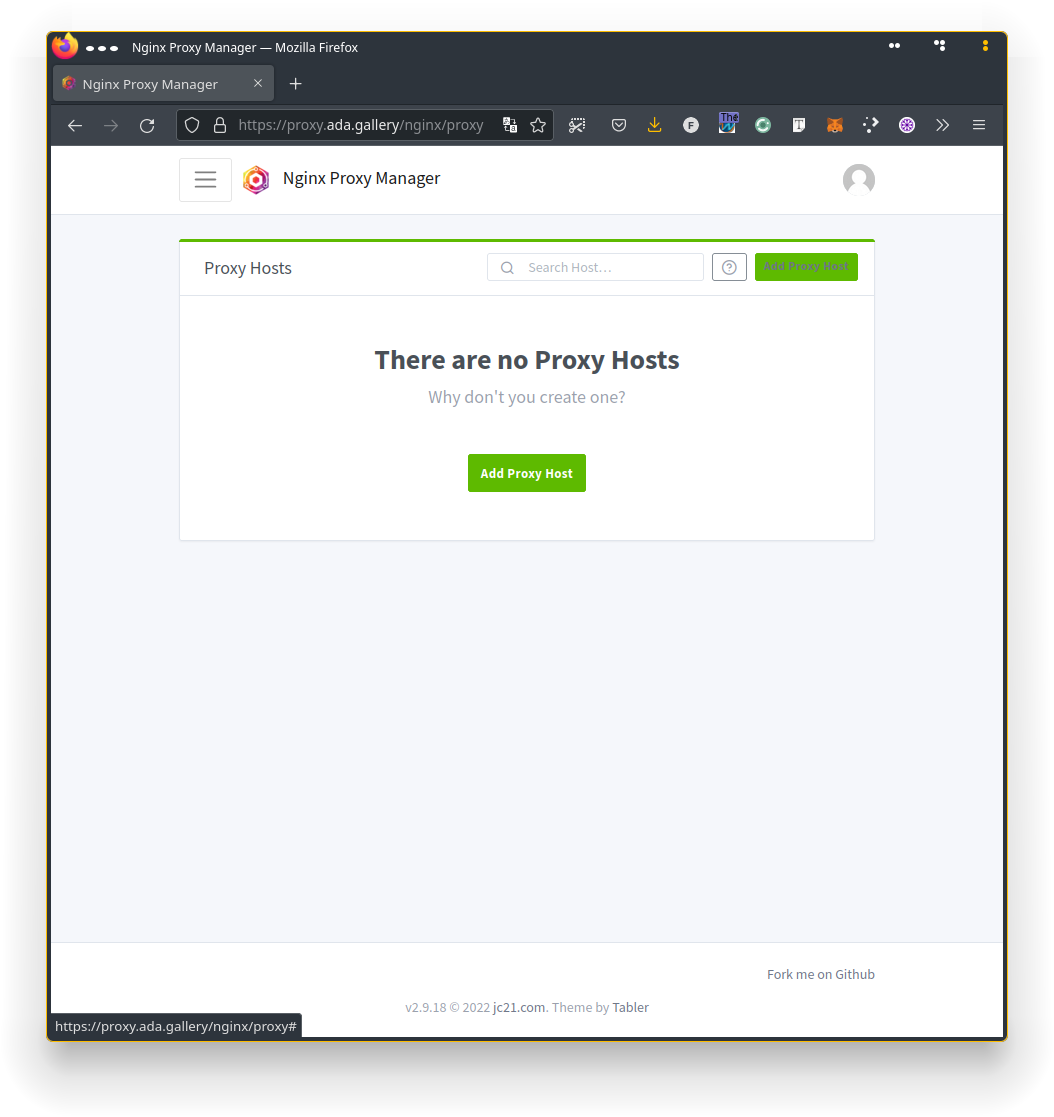 Nginx Proxy Manager — Mozilla Firefox
Nginx Proxy Manager
https://proxy.ada.gallery/nginx/proxy
F
The
T
Nginx Proxy Manager
Proxy Hosts
Search Host…
Add Proxy Host
There are no Proxy Hosts
Why don't you create one?
Add Proxy Host
Fork me on Github
v2.9.18 © 2022 jc21.com. Theme by Tabler
https://proxy.ada.gallery/nginx/proxy#